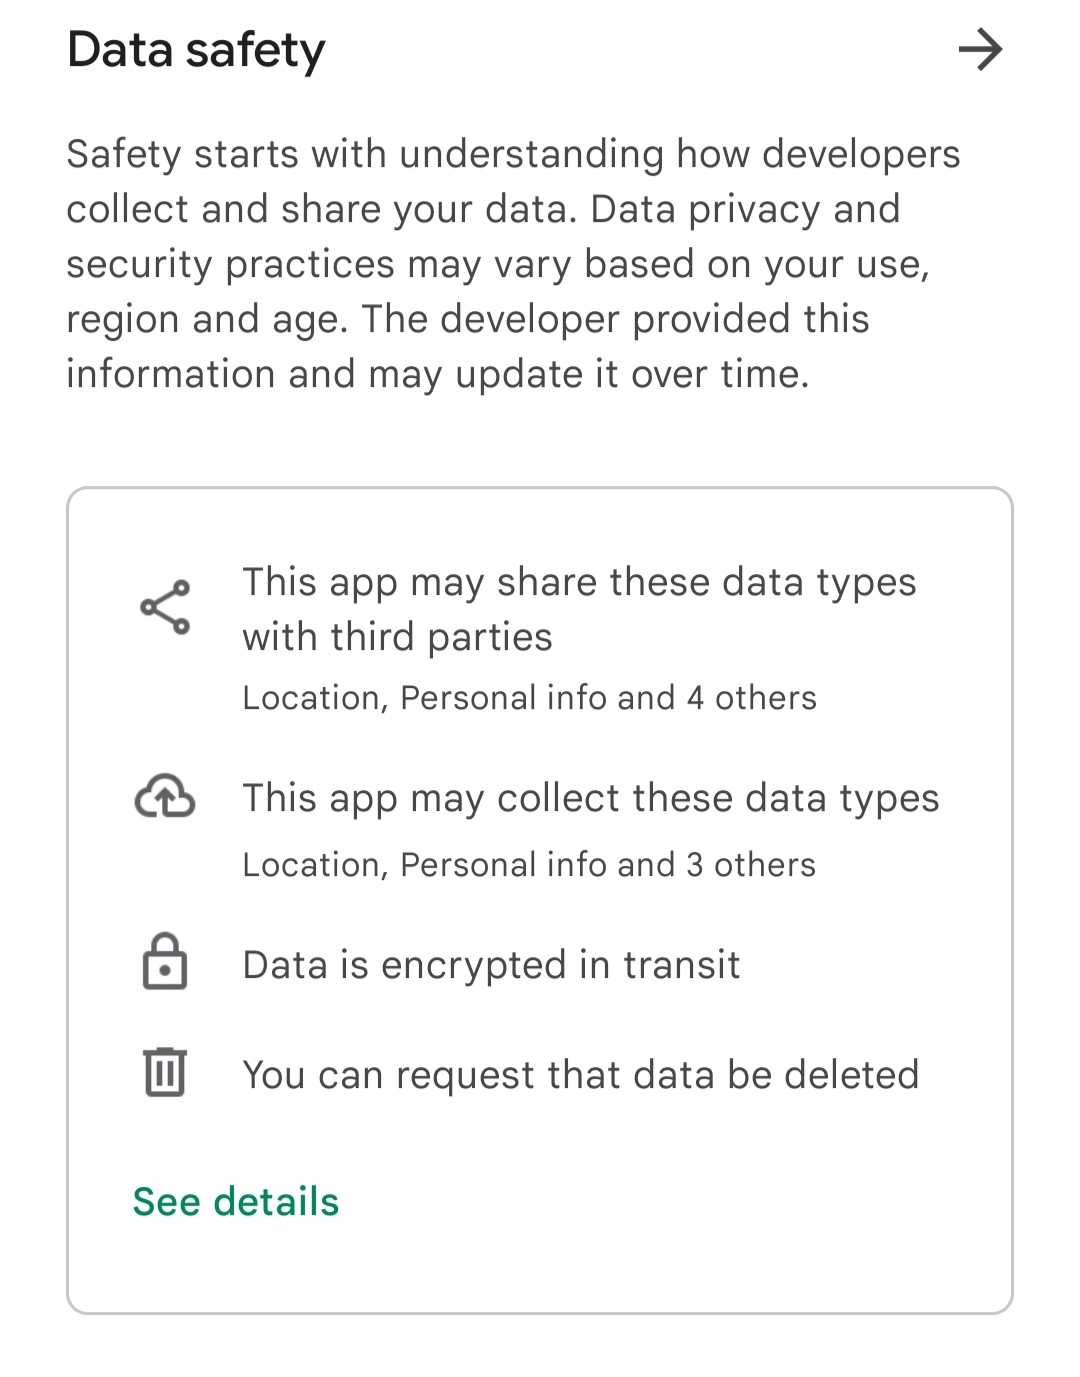 Data safety
Safety starts with understanding how developers
collect and share your data. Data privacy and
security practices may vary based on your use,
region and age. The developer provided this
information and may update it over time.
This app may share these data types
with third parties
Location, Personal info and 4 others
This app may collect these data types
Location, Personal info and 3 others
Data is encrypted in transit
You can request that data be deleted
See details